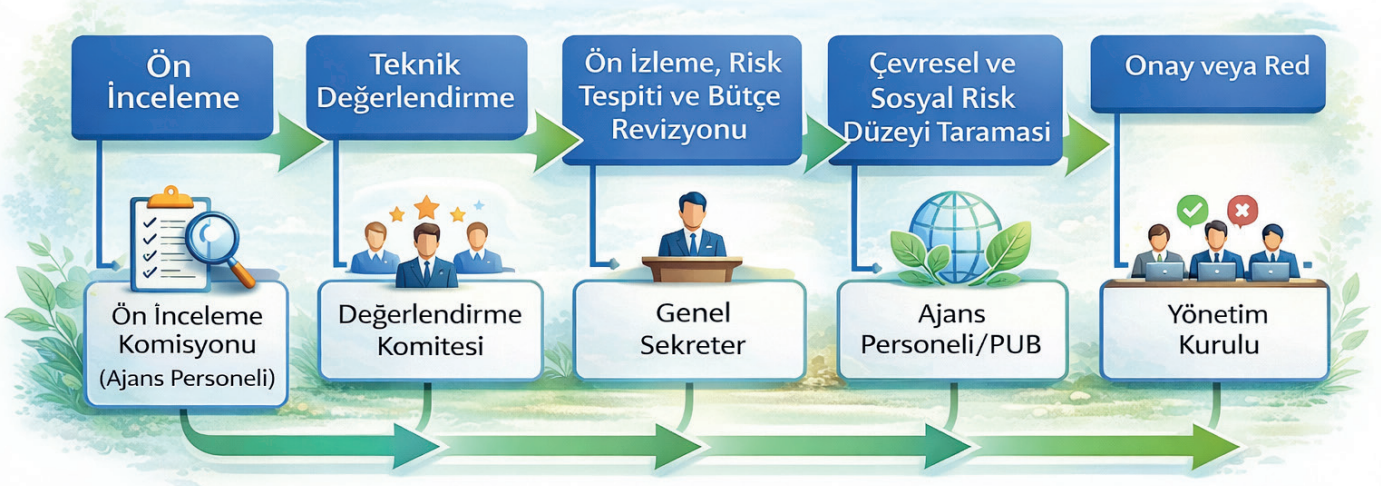 Ön
İnceleme
Teknik
Değerlendirme
Ön İzleme, Risk
Tespiti ve Bütçe
Revizyonu
Çevresel ve
Sosyal Risk
Düzeyi Taramasi
Onay veya Red
Ön İnceleme
Komisyonu
(Ajans Personeli)
Değerlendirme
Komitesi
Genel
Sekreter
Ajans
Personeli/PUB
Yönetim
Kurulu